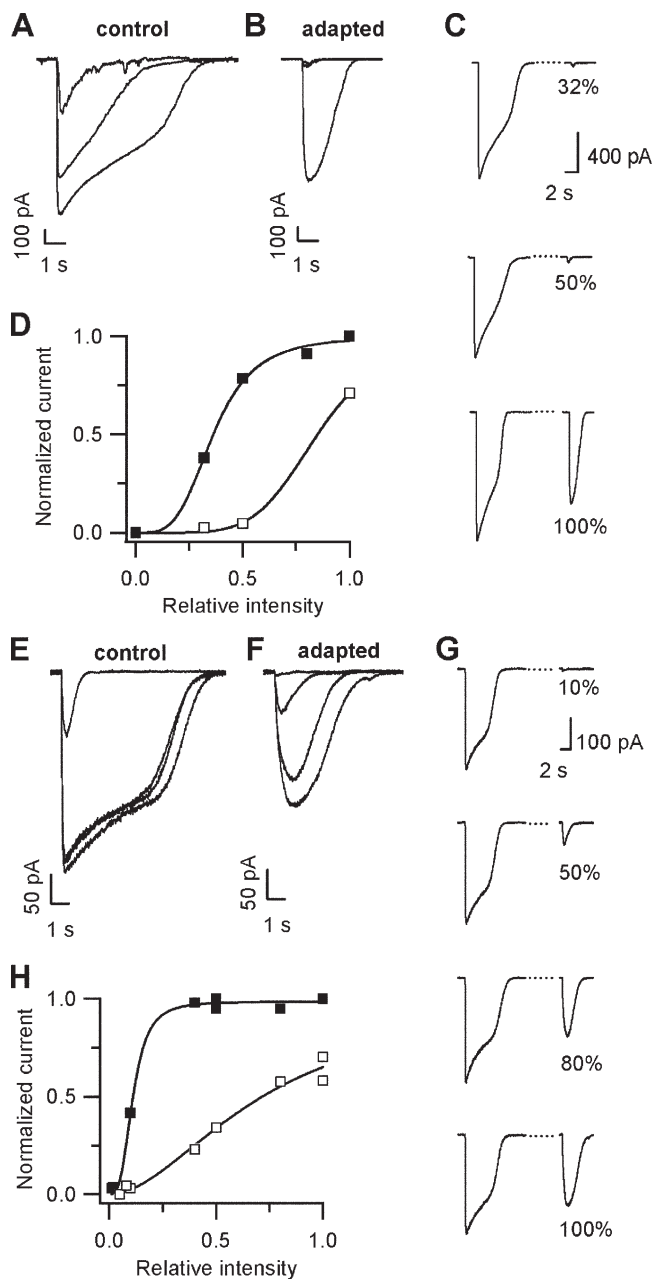 A
control
B
adapted
C
100 pA
1 s
100 pA
1 s
32%
400 pA
2 s
50%
100%
D
Normalized current
1.0
0.5
0.0
0.0
0.5
1.0
Relative intensity
E
control
F
adapted
G
50 pA
1 s
50 pA
1 s
10%
100 pA
2 s
50%
80%
100%
H
Normalized current
1.0
0.5
0.0
0.0
0.5
1.0
Relative intensity